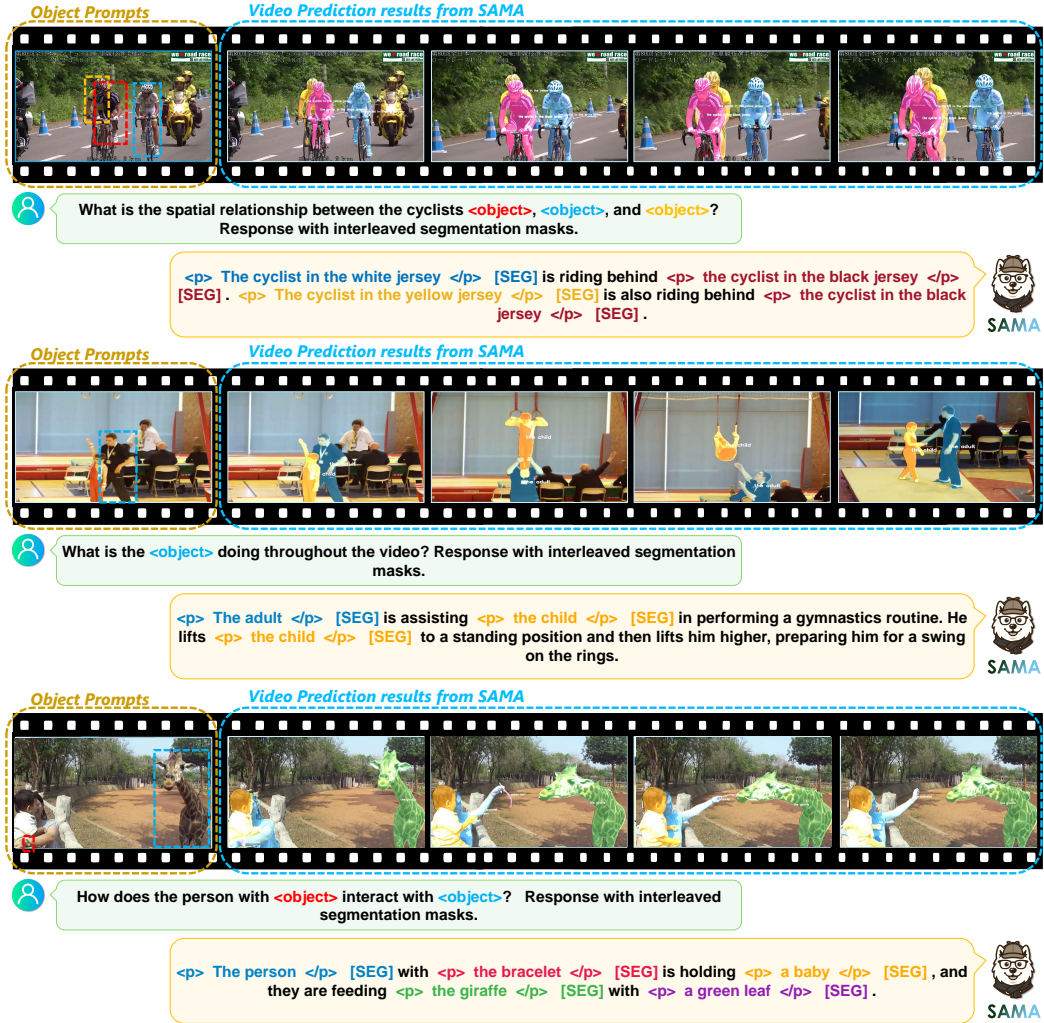 Object Prompts
Video Prediction results from SAMA
What is the spatial relationship between the cyclists <object>, <object>, and <object>?
Response with interleaved segmentation masks.
<p> The cyclist in the white jersey </p> [SEG] is riding behind <p> the cyclist in the black jersey </p>
[SEG] . <p> The cyclist in the yellow jersey </p> [SEG] is also riding behind <p> the cyclist in the black
jersey </p> [SEG] .
SAMA
Object Prompts
Video Prediction results from SAMA
the child
the adult
the adult
What is the <object> doing throughout the video? Response with interleaved segmentation
masks.
<p> The adult </p> [SEG] is assisting <p> the child </p> [SEG] in performing a gymnastics routine. He
lifts <p> the child </p> [SEG] to a standing position and then lifts him higher, preparing him for a swing
on the rings.
SAMA
Object Prompts
Video Prediction results from SAMA
How does the person with <object> interact with <object>? Response with interleaved
segmentation masks.
<p> The person </p> [SEG] with <p> the bracelet </p> [SEG] is holding <p> a baby </p> [SEG] , and
they are feeding <p> the giraffe </p> [SEG] with <p> a green leaf </p> [SEG] .
SAMA